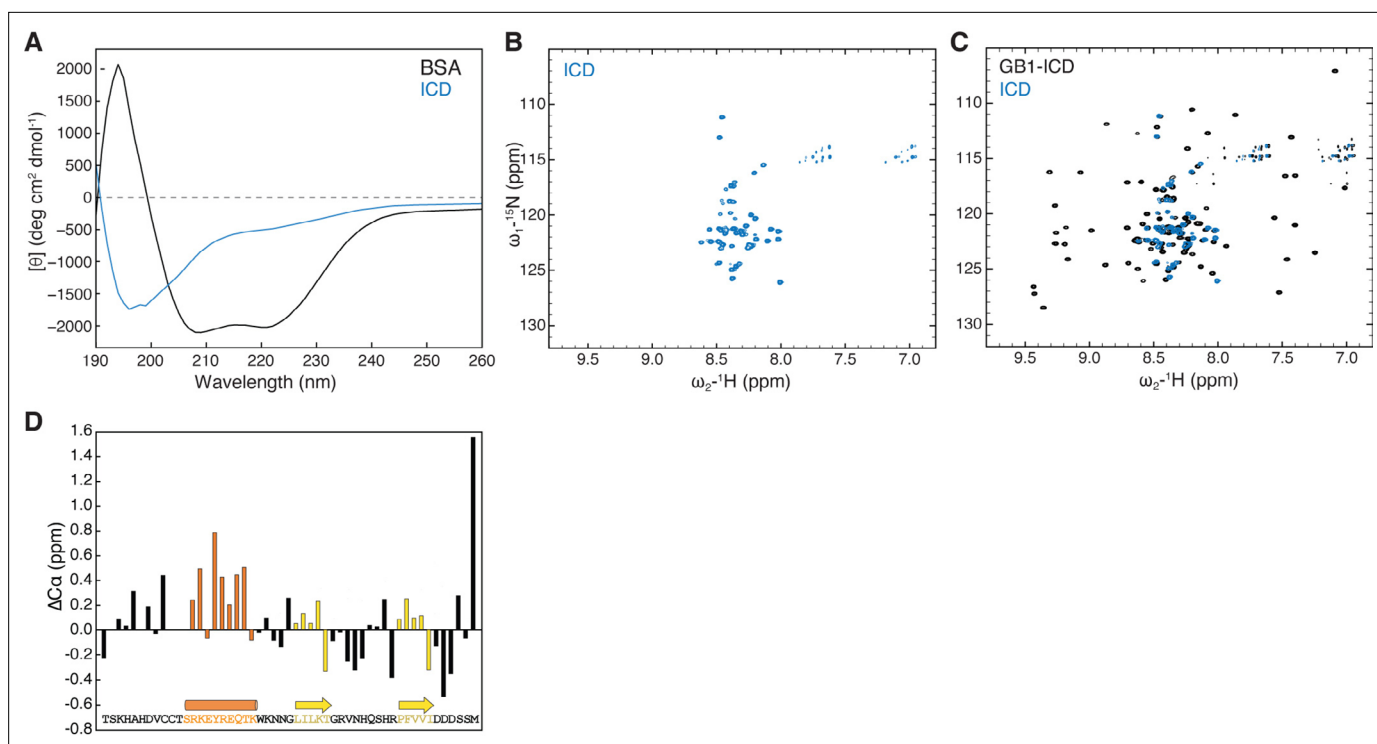 A
BSA
ICD
[θ] (deg cm² dmol⁻¹)
2000
1500
1000
500
0
−500
−1000
−1500
−2000
190 200 210 220 230 240 250 260
Wavelength (nm)
B
ICD
ω₁-¹⁵N (ppm)
110
115
120
125
130
9.5 9.0 8.5 8.0 7.5 7.0
ω₂-¹H (ppm)
C
GB1-ICD
ICD
110
115
120
125
130
9.5 9.0 8.5 8.0 7.5 7.0
ω₂-¹H (ppm)
D
ΔCα (ppm)
1.6
1.4
1.2
1.0
0.8
0.6
0.4
0.2
0.0
-0.2
-0.4
-0.6
-0.8
TSKHAHDVCCTSRKEYREQTKWKNNGLILKTGRVNHQSHRPFVVIDDDSSM